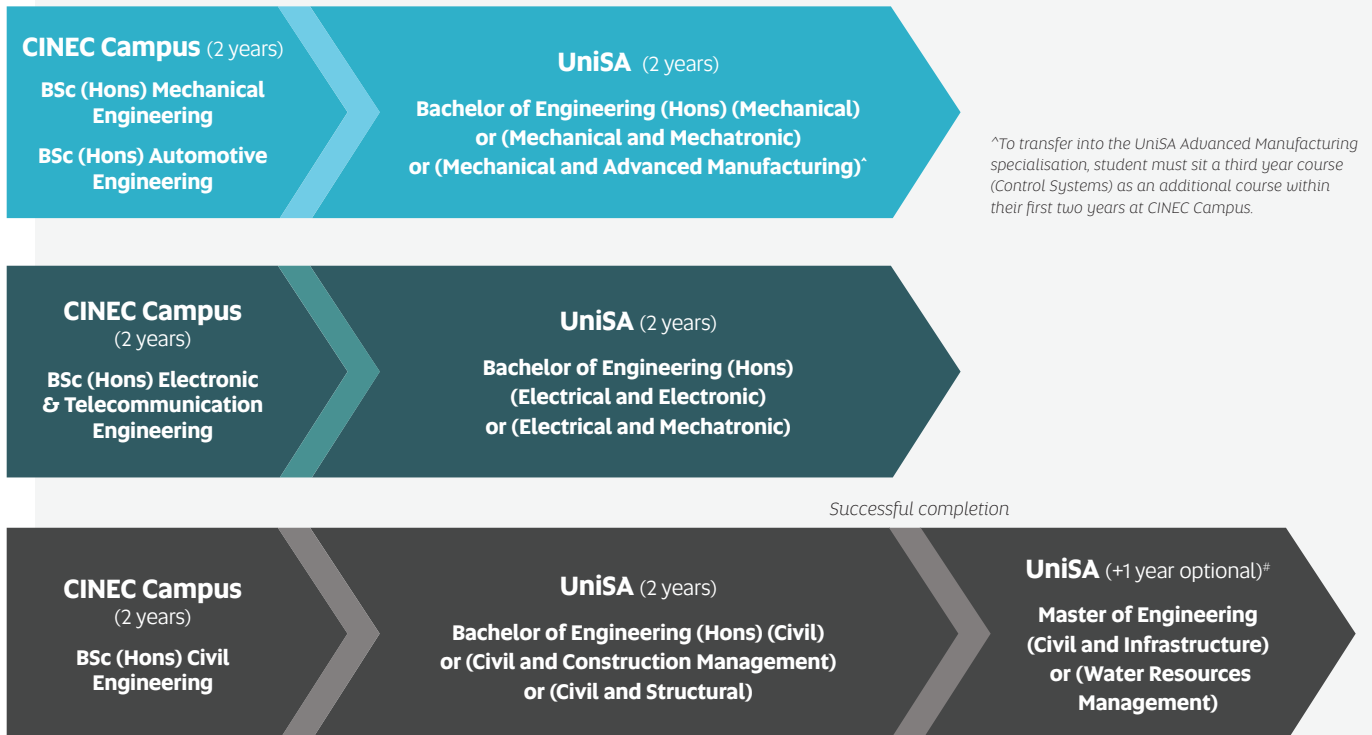 CINEC Campus (2 years)
BSc (Hons) Mechanical
Engineering
BSc (Hons) Automotive
Engineering
UniSA (2 years)
Bachelor of Engineering (Hons) (Mechanical)
or (Mechanical and Mechatronic)
or (Mechanical and Advanced Manufacturing)^
^To transfer into the UniSA Advanced Manufacturing
specialisation, student must sit a third year course
(Control Systems) as an additional course within
their first two years at CINEC Campus.
CINEC Campus
(2 years)
BSc (Hons) Electronic
& Telecommunication
Engineering
UniSA (2 years)
Bachelor of Engineering (Hons)
(Electrical and Electronic)
or (Electrical and Mechatronic)
Successful completion
CINEC Campus
(2 years)
BSc (Hons) Civil
Engineering
UniSA (2 years)
Bachelor of Engineering (Hons) (Civil)
or (Civil and Construction Management)
or (Civil and Structural)
UniSA (+1 year optional)#
Master of Engineering
(Civil and Infrastructure)
or (Water Resources
Management)